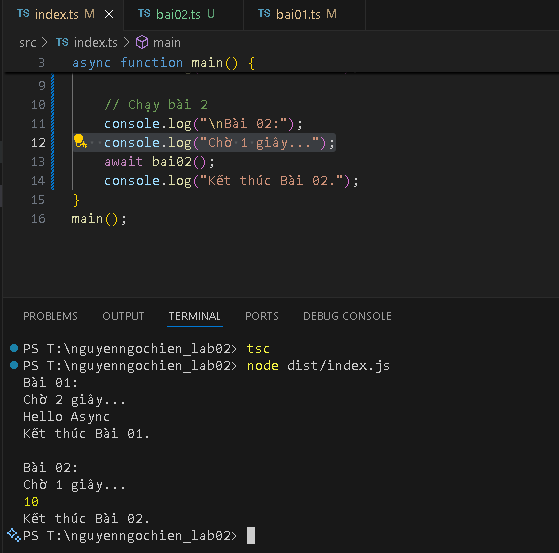 TS index.ts M × TS bai02.ts U TS bai01.ts M
src > TS index.ts > main
3 async function main() {
9
10 // Chạy bài 2
11 console.log("\nBài 02:");
12 console.log("Chờ 1 giây...");
13 await bai02();
14 console.log("Kết thúc Bài 02.");
15 }
16 main();
PROBLEMS OUTPUT TERMINAL PORTS DEBUG CONSOLE
PS T:\nguyenngochien_lab02> tsc
PS T:\nguyenngochien_lab02> node dist/index.js
Bài 01:
Chờ 2 giây...
Hello Async
Kết thúc Bài 01.
Bài 02:
Chờ 1 giây...
10
Kết thúc Bài 02.
PS T:\nguyenngochien_lab02>